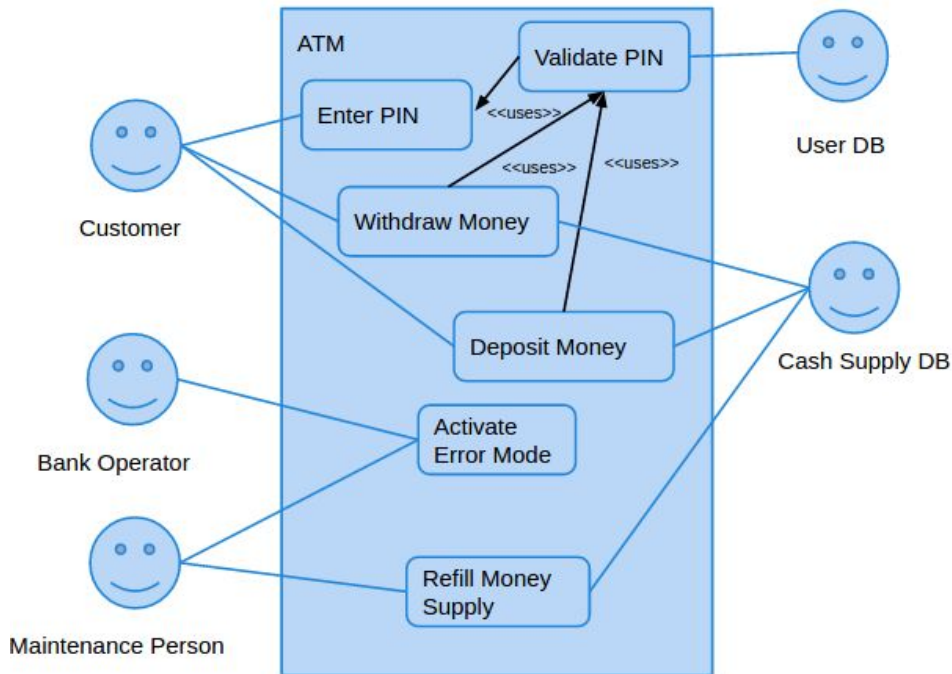 ATM
Validate PIN
Enter PIN
<<uses>>
User DB
<<uses>>
<<uses>>
Customer
Withdraw Money
Deposit Money
Cash Supply DB
Activate
Error Mode
Bank Operator
Refill Money
Supply
Maintenance Person